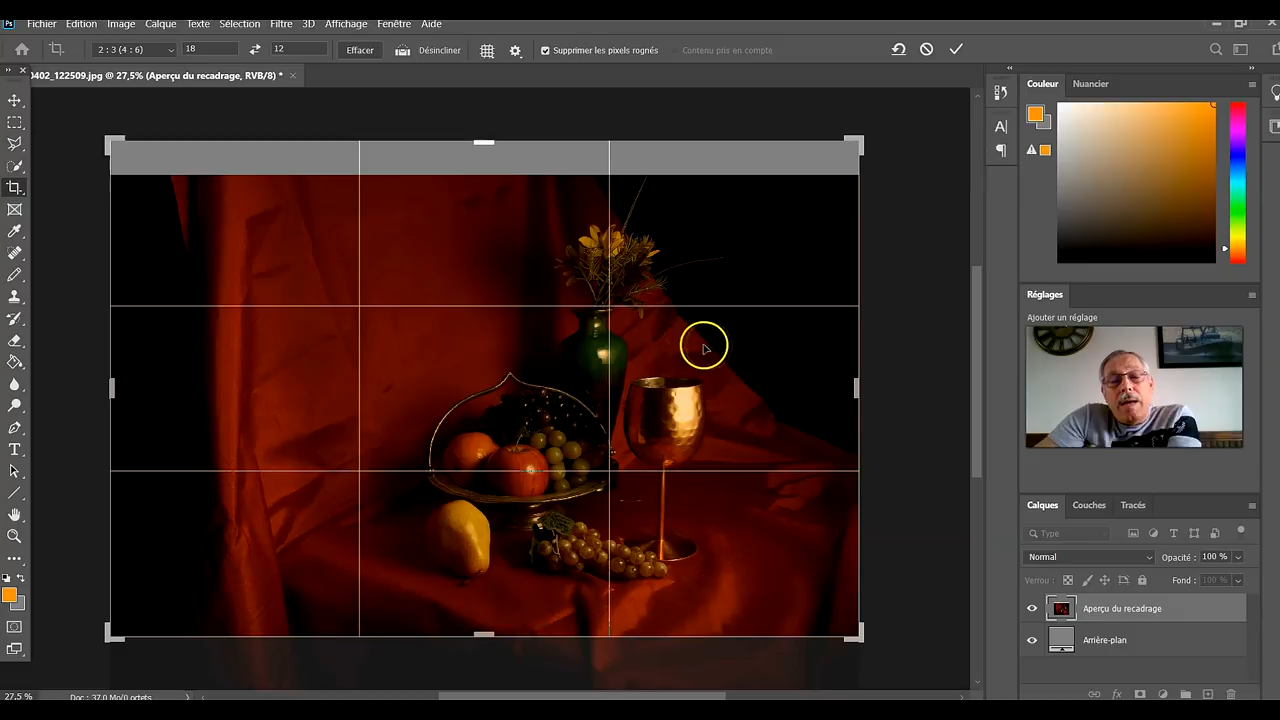 Ps Fichier Edition Image Calque Texte Sélection Filtre 3D Affichage Fenêtre Aide
2 : 3 (4 : 6) 18 12 Effacer Désincliner Supprimer les pixels rognés Contenu pris en compte
0402_122509.jpg @ 27,5% (Aperçu du recadrage, RVB/8) *
Couleur Nuancier
Réglages
Ajouter un réglage
Calques Couches Tracés
Type
Normal Opacité : 100 %
Verrou : Fond : 100 %
Aperçu du recadrage
Arrière-plan
27,5 % Doc : 37,0 Mo/0 octets